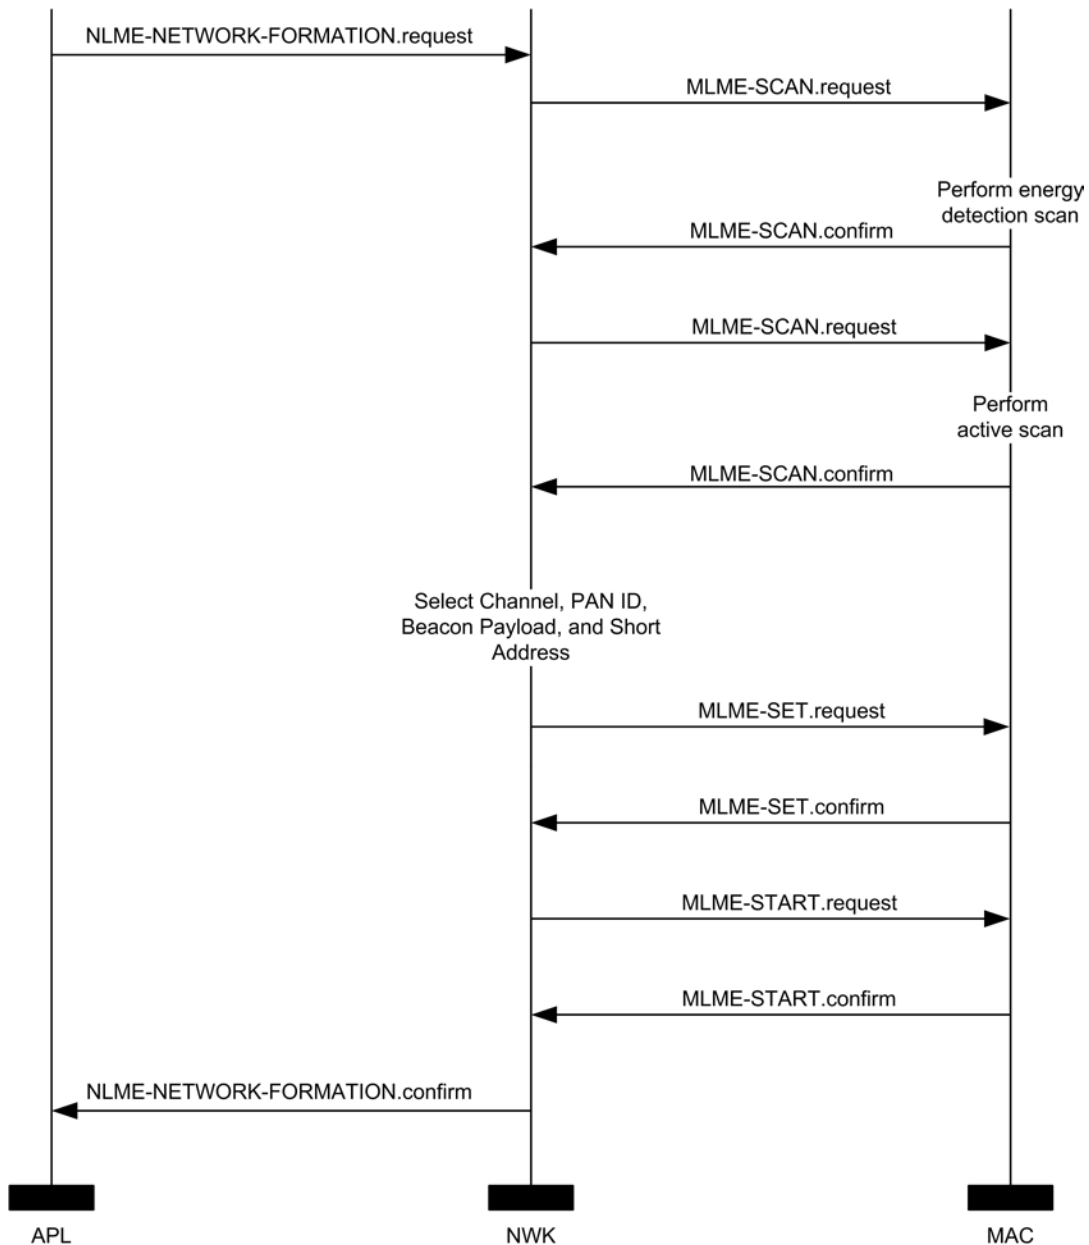 NLME-NETWORK-FORMATION.request
MLME-SCAN.request
Perform energy
detection scan
MLME-SCAN.confirm
MLME-SCAN.request
Perform
active scan
MLME-SCAN.confirm
Select Channel, PAN ID,
Beacon Payload, and Short
Address
MLME-SET.request
MLME-SET.confirm
MLME-START.request
MLME-START.confirm
NLME-NETWORK-FORMATION.confirm
APL
NWK
MAC